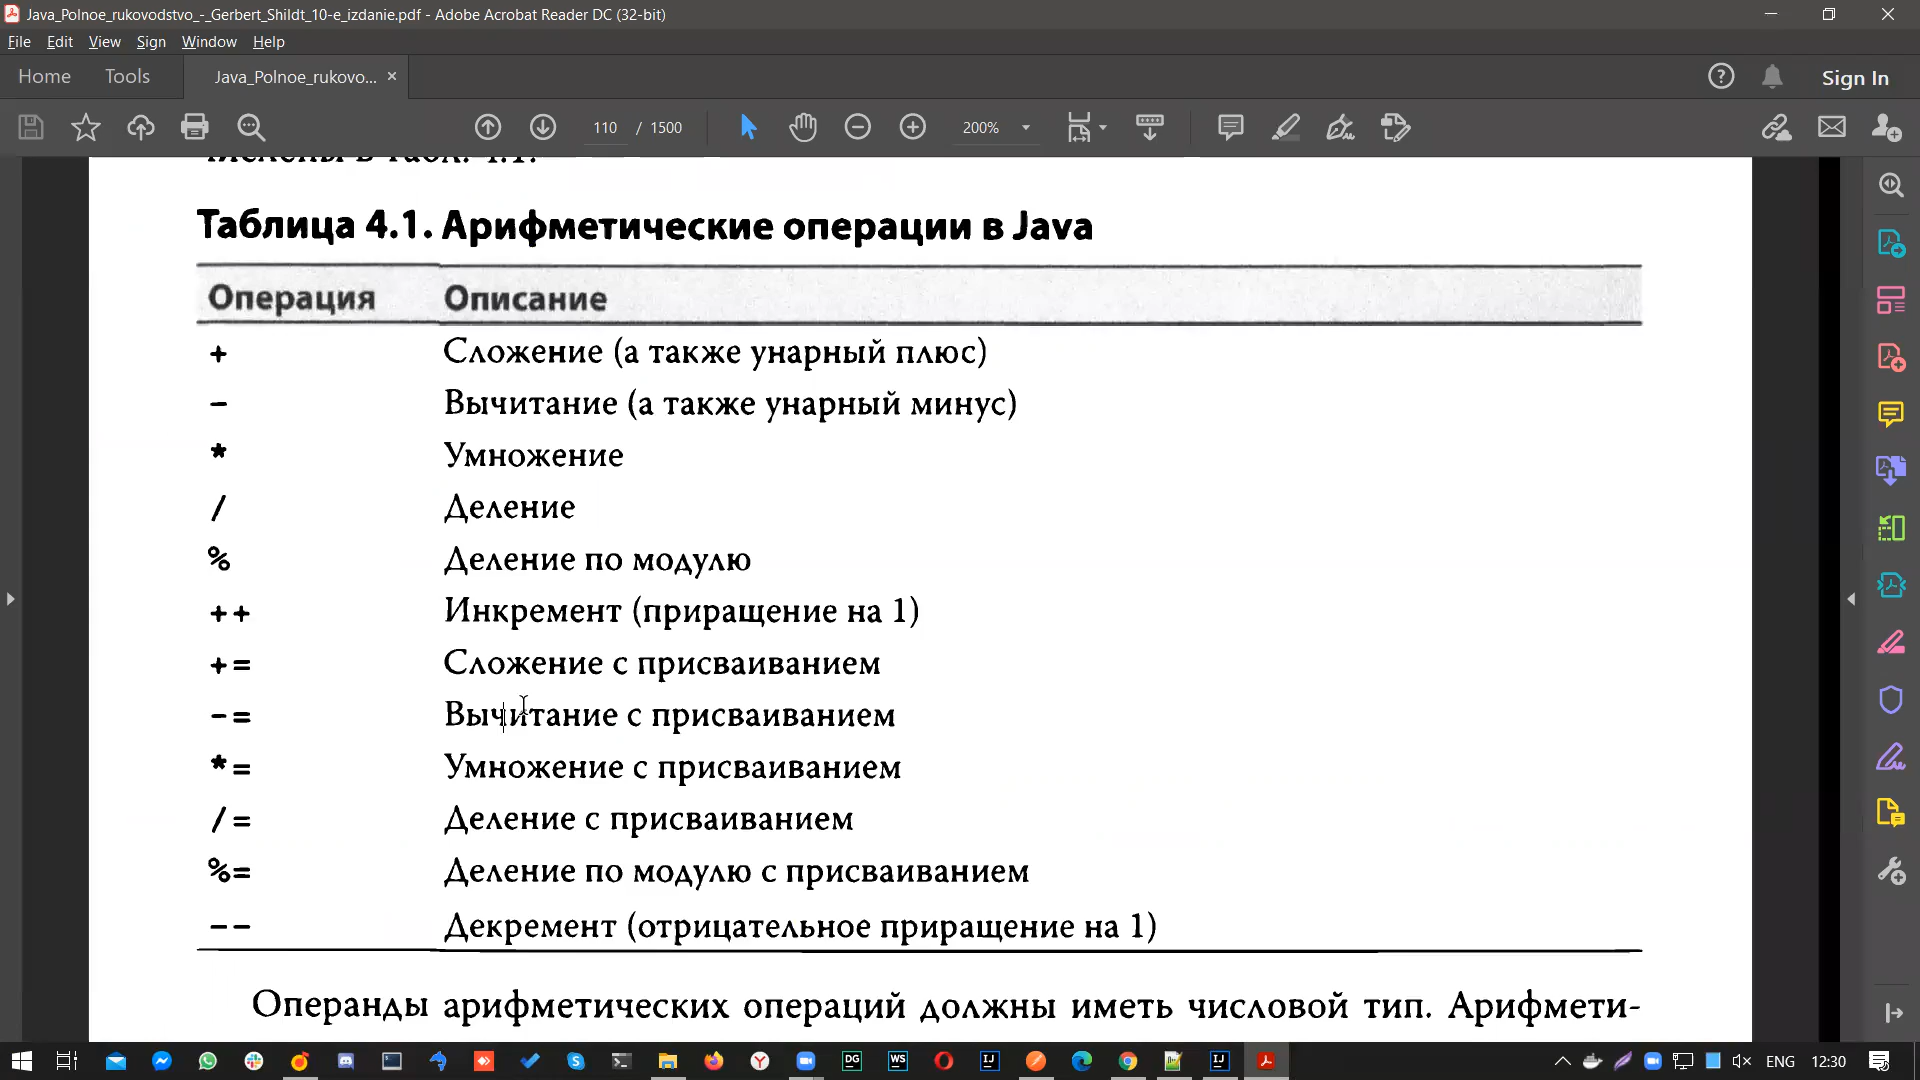 Java_Polnoe_rukovodstvo_-_Gerbert_Shildt_10-e_izdanie.pdf - Adobe Acrobat Reader DC (32-bit)
File Edit View Sign Window Help
Home Tools Java_Polnoe_rukovo... × Sign In
110 / 1500 200%
Таблица 4.1. Арифметические операции в Java
Операция Описание
+ Сложение (а также унарный плюс)
- Вычитание (а также унарный минус)
* Умножение
/ Деление
% Деление по модулю
++ Инкремент (приращение на 1)
+= Сложение с присваиванием
-= Вычитание с присваиванием
*= Умножение с присваиванием
/= Деление с присваиванием
%= Деление по модулю с присваиванием
-- Декремент (отрицательное приращение на 1)
Операнды арифметических операций должны иметь числовой тип. Арифмети-
DG WS IJ IJ ENG 12:30